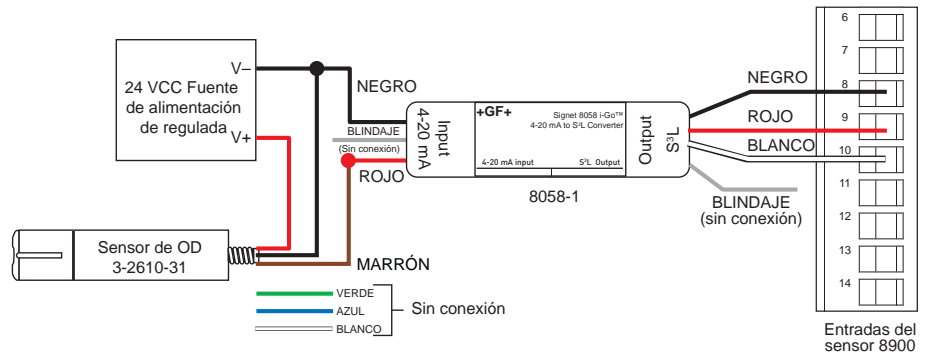 24 VCC Fuente
de alimentación
de regulada
V–
V+
NEGRO
BLINDAJE
(Sin conexión)
ROJO
MARRÓN
Input
4-20 mA
+GF+
Signet 8058 i-Go™
4-20 mA to S³L Converter
4-20 mA input
S³L Output
Output
S³L
8058-1
NEGRO
ROJO
BLANCO
BLINDAJE
(sin conexión)
6
7
8
9
10
11
12
13
14
Entradas del
sensor 8900
Sensor de OD
3-2610-31
VERDE
AZUL
BLANCO
Sin conexión